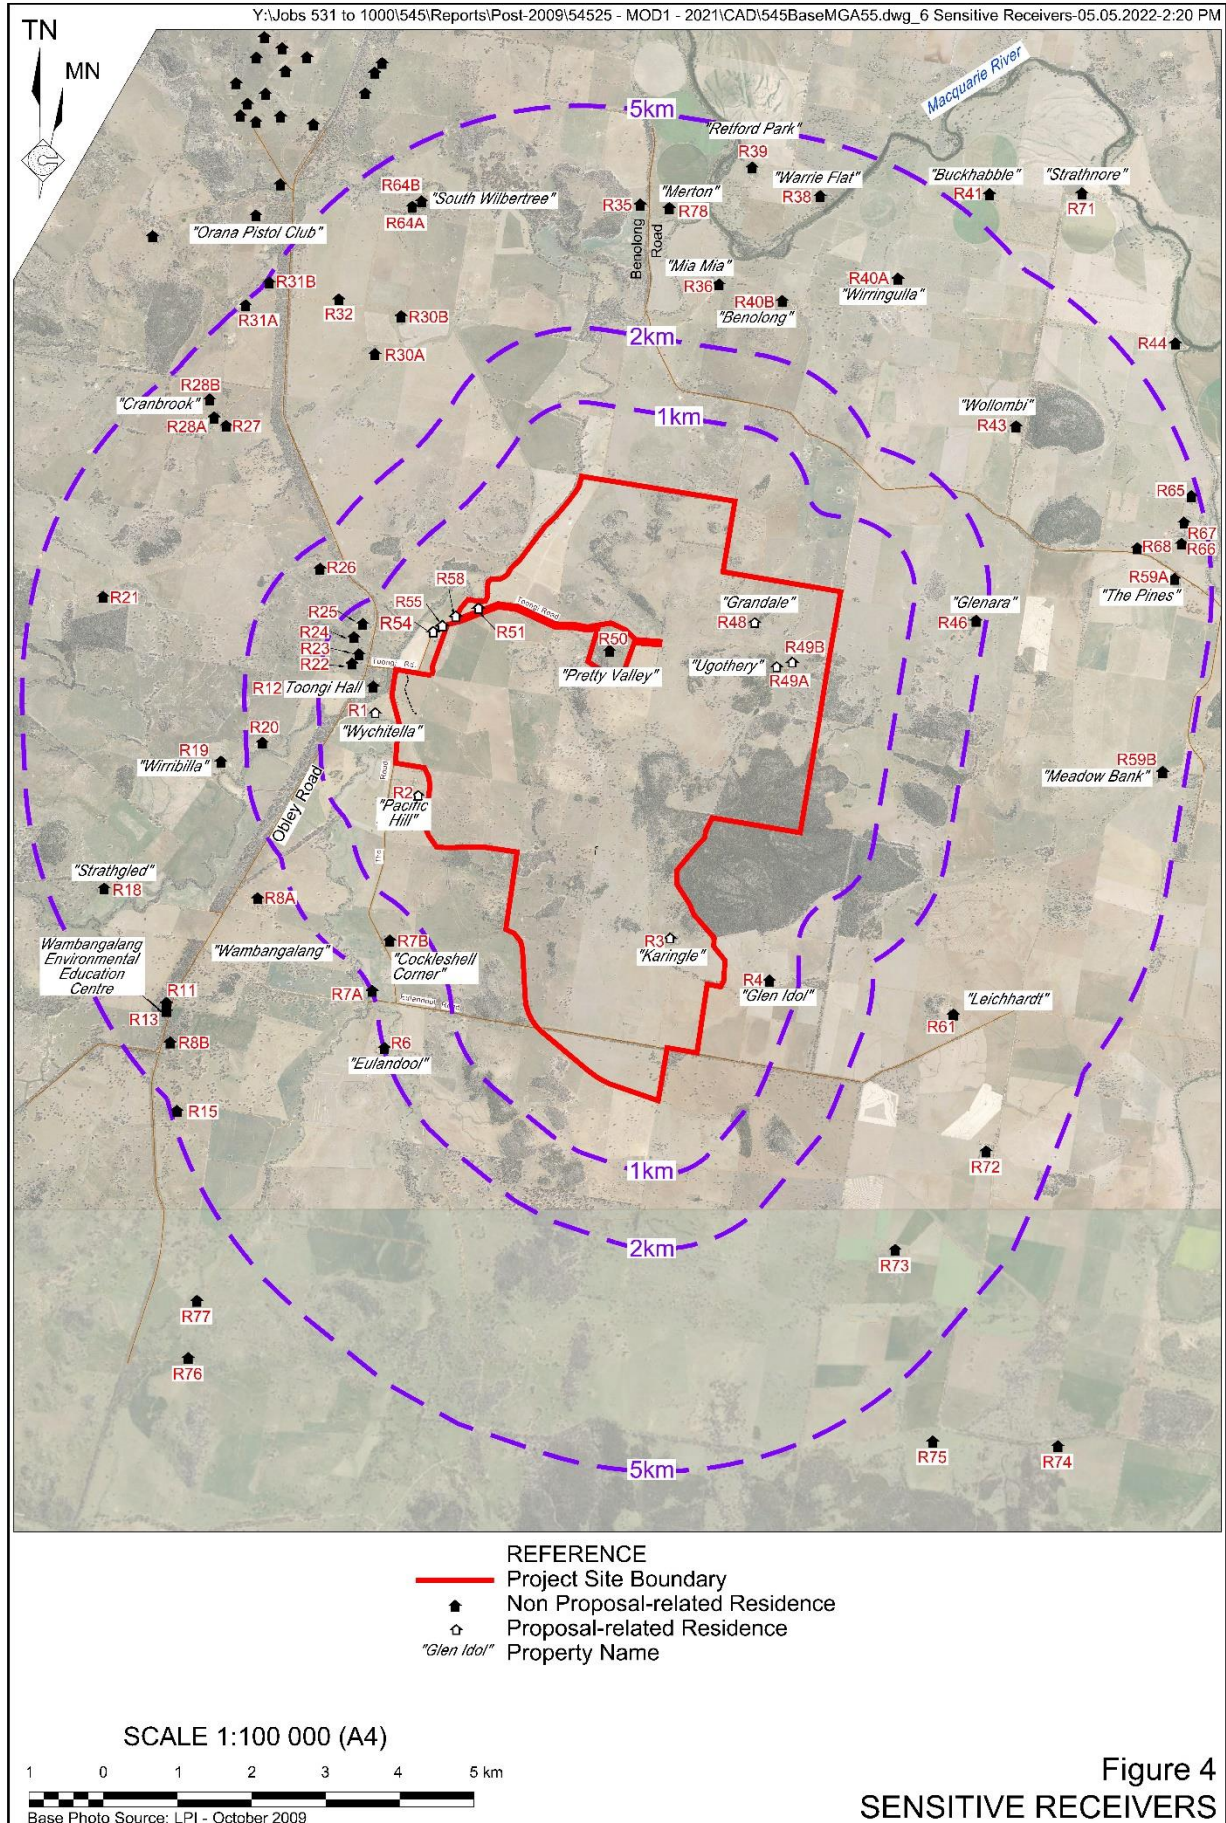 Y:\Jobs 531 to 1000\545\Reports\Post-2009\54525 - MOD1 - 2021\CAD\545BaseMGA55.dwg_6 Sensitive Receivers-05.05.2022-2:20 PM
TN
MN
Macquarie River
5km
"Retford Park"
R39
"Warrie Flat"
R38
"Buckhabble"
R41
"Strathnore"
R71
R64B
"South Wilbertree"
R64A
R35
"Merton"
R78
"Orana Pistol Club"
Benolong
Road
"Mia Mia"
R36
R40B
"Benolong"
R40A
"Wirringulla"
R31B
R31A
R32
R30B
R30A
2km
R44
R28B
"Cranbrook"
R28A
R27
1km
"Wollombi"
R43
R65
R67
R66
R68
R59A
"The Pines"
R26
R21
R25
R24
R23
R22
R55
R54
R58
R51
Toongi Road
Toongi Rd.
R50
"Pretty Valley"
"Grandale"
R48
R49B
"Ugothery"
R49A
"Glenara"
R46
R12
Toongi Hall
R1
"Wychitella"
R20
R19
"Wirribilla"
Obley Road
R2
"Pacific
Hill"
Road
The
R59B
"Meadow Bank"
"Strathgled"
R18
R8A
"Wambangalang"
Wambangalang
Environmental
Education
Centre
R7B
"Cockleshell
Corner"
R3
"Karingle"
R4
"Glen Idol"
R11
R13
R7A
Eulandool Road
"Leichhardt"
R61
R8B
R6
"Eulandool"
R15
1km
R72
2km
R73
R77
R76
5km
R75
R74
REFERENCE
Project Site Boundary
Non Proposal-related Residence
Proposal-related Residence
"Glen Idol" Property Name
SCALE 1:100 000 (A4)
1 0 1 2 3 4 5 km
Base Photo Source: LPI - October 2009
Figure 4
SENSITIVE RECEIVERS